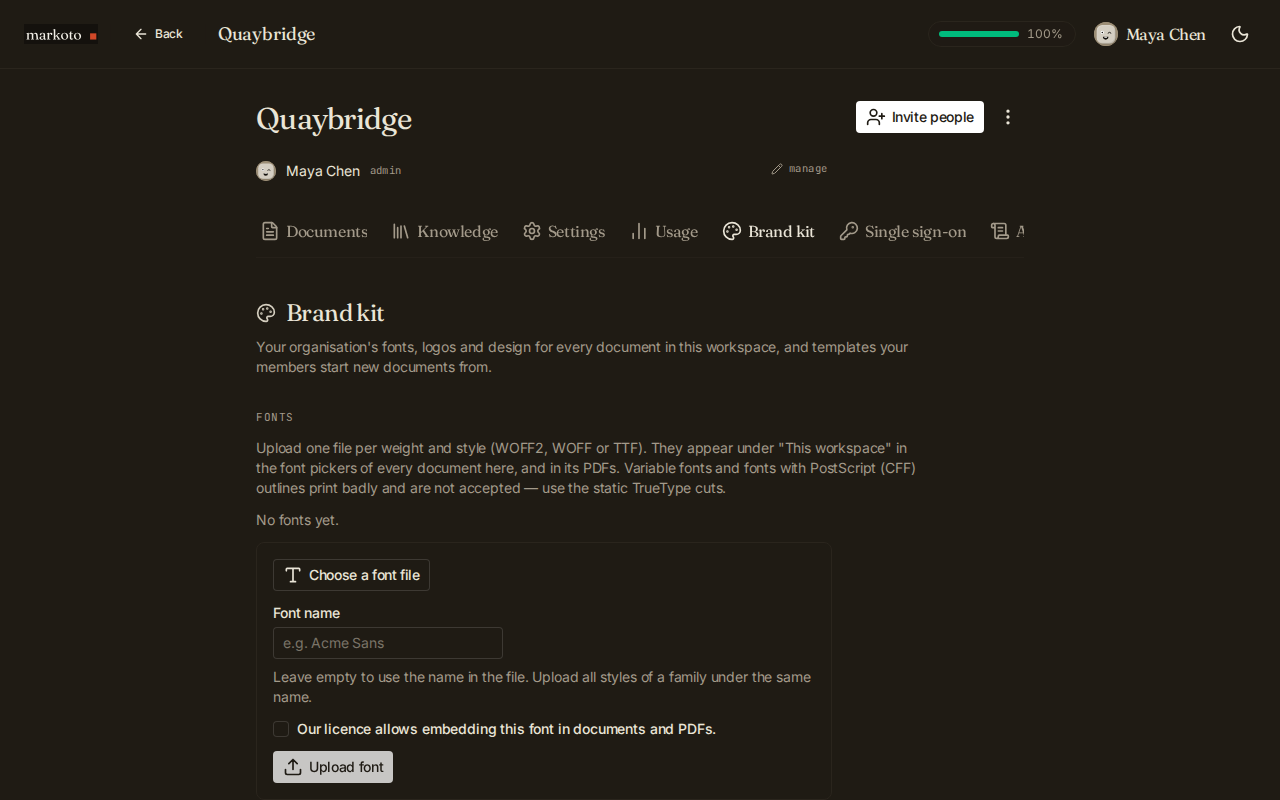 markoto
Back
Quaybridge
100%
Maya Chen
Quaybridge
Invite people
Maya Chen admin
manage
Documents
Knowledge
Settings
Usage
Brand kit
Single sign-on
Brand kit
Your organisation's fonts, logos and design for every document in this workspace, and templates your
members start new documents from.
FONTS
Upload one file per weight and style (WOFF2, WOFF or TTF). They appear under "This workspace" in
the font pickers of every document here, and in its PDFs. Variable fonts and fonts with PostScript (CFF)
outlines print badly and are not accepted — use the static TrueType cuts.
No fonts yet.
Choose a font file
Font name
e.g. Acme Sans
Leave empty to use the name in the file. Upload all styles of a family under the same
name.
Our licence allows embedding this font in documents and PDFs.
Upload font